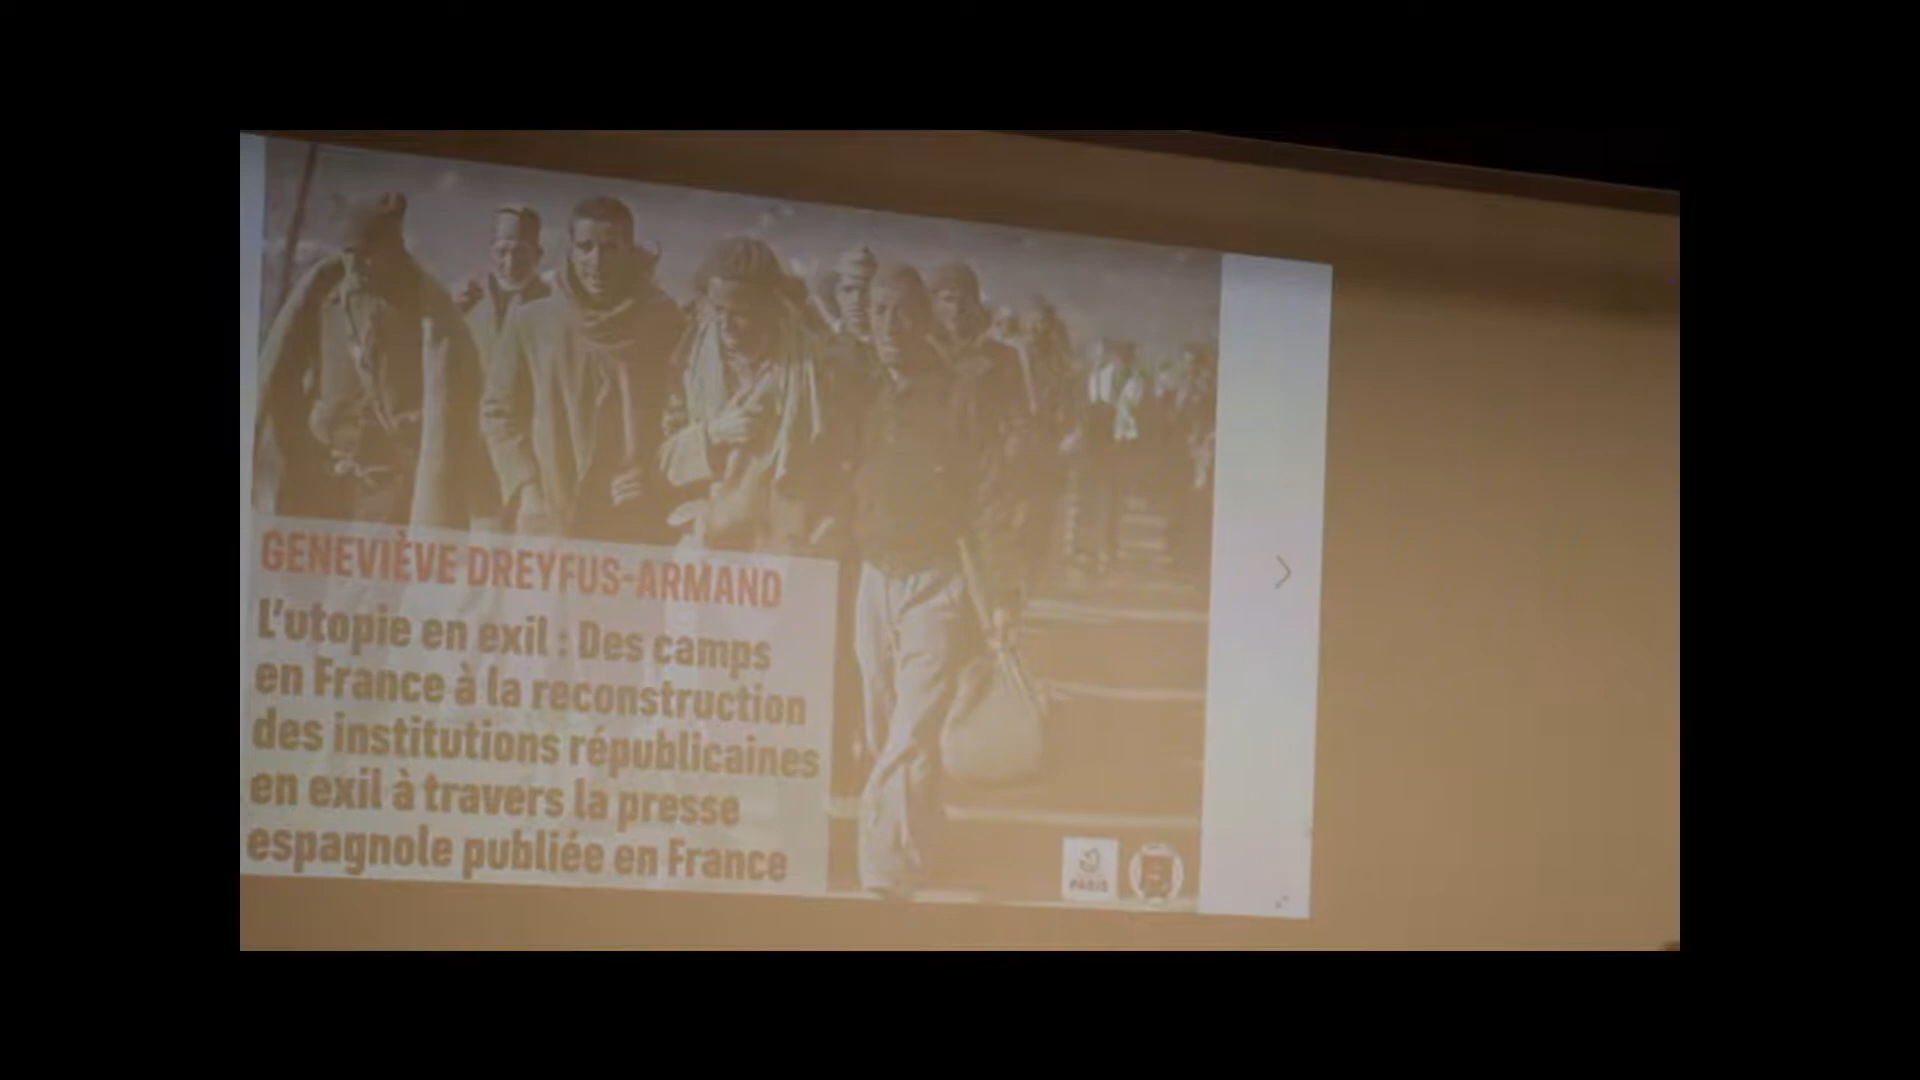 GENEVIÈVE DREYFUS-ARMAND
L'utopie en exil : Des camps
en France à la reconstruction
des institutions républicaines
en exil à travers la presse
espagnole publiée en France
PARIS